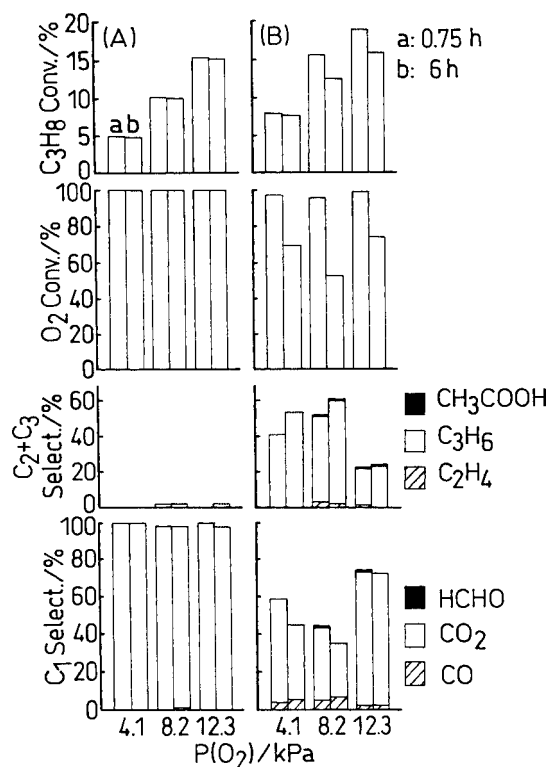 (A)
(B)
a: 0.75 h
b: 6 h
C₃H₈ Conv./%
20
15
10
5
0
ab
O₂ Conv./%
100
80
60
40
20
0
C₂+C₃
Select./%
60
40
20
0
CH₃COOH
C₃H₆
C₂H₄
C₁ Select./%
100
80
60
40
20
0
HCHO
CO₂
CO
4.1 8.2 12.3 4.1 8.2 12.3
P(O₂)/kPa